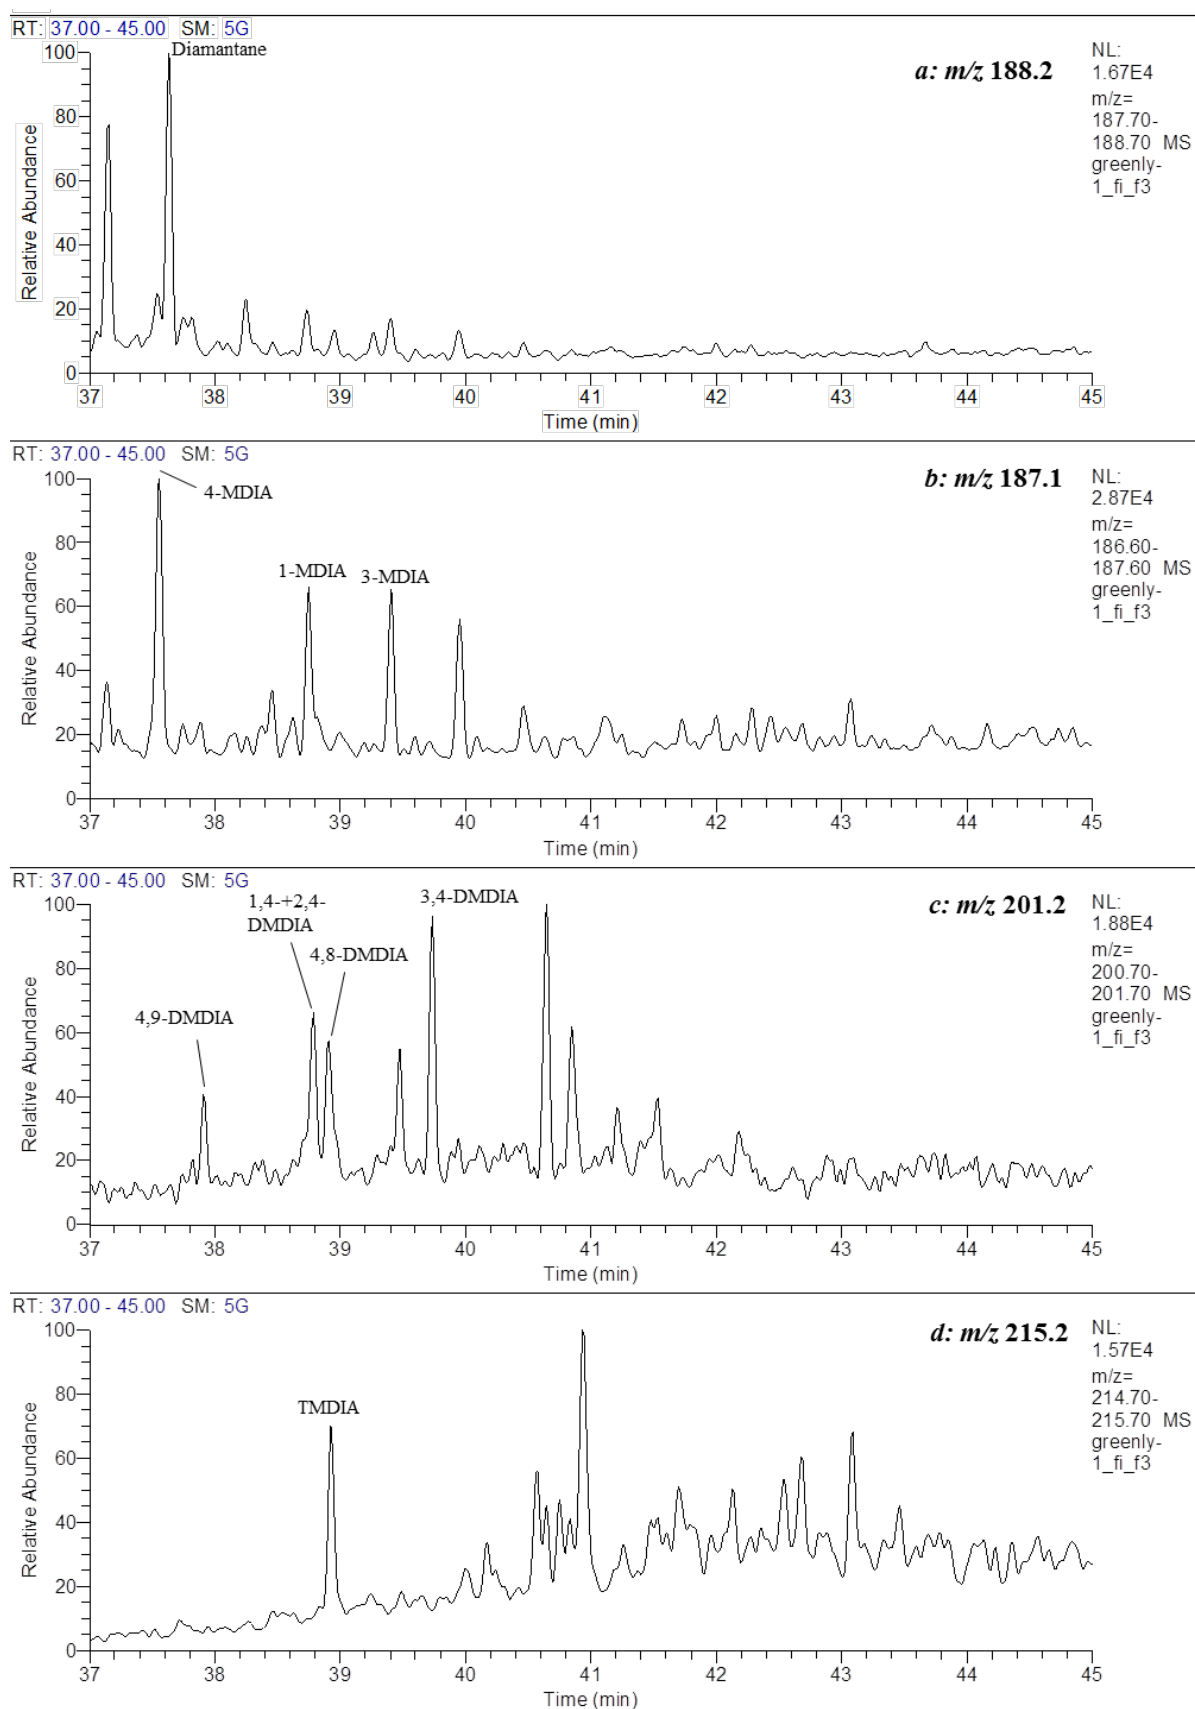 RT: 37.00 - 45.00 SM: 5G
Diamantane
a: m/z 188.2
NL:
1.67E4
m/z=
187.70-
188.70 MS
greenly-
1_fi_f3
100
80
60
40
20
0
Relative Abundance
37 38 39 40 41 42 43 44 45
Time (min)
RT: 37.00 - 45.00 SM: 5G
4-MDIA
1-MDIA
3-MDIA
b: m/z 187.1
NL:
2.87E4
m/z=
186.60-
187.60 MS
greenly-
1_fi_f3
100
80
60
40
20
0
Relative Abundance
37 38 39 40 41 42 43 44 45
Time (min)
RT: 37.00 - 45.00 SM: 5G
4,9-DMDIA
1,4-+2,4-
DMDIA
4,8-DMDIA
3,4-DMDIA
c: m/z 201.2
NL:
1.88E4
m/z=
200.70-
201.70 MS
greenly-
1_fi_f3
100
80
60
40
20
0
Relative Abundance
37 38 39 40 41 42 43 44 45
Time (min)
RT: 37.00 - 45.00 SM: 5G
TMDIA
d: m/z 215.2
NL:
1.57E4
m/z=
214.70-
215.70 MS
greenly-
1_fi_f3
100
80
60
40
20
0
Relative Abundance
37 38 39 40 41 42 43 44 45
Time (min)